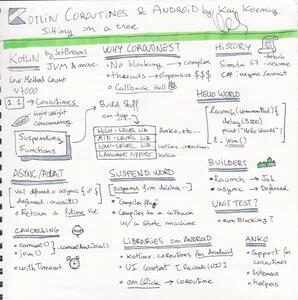 KOTLIN COROUTINES & ANDROID by Kai Koenig
Sitting in a tree
KOTLIN
by JetBrains
JVM & more
Low Method Count
~7000
1.1 → Coroutines
Lightweight
Concurrency
Suspending
Functions
Build Stuff
on top
HIGH-LEVEL LIB
MID-LEVEL LIB
LOW-LEVEL LIB
LANGUAGE SUPPORT
Anko, etc...
kotlinx.coroutines
kotlin
WHY COROUTINES?
No Blocking → complex
Threads → Expensive $$$
Callback Hell
HISTORY
Simula 67
C# async/await
HELLO WORLD
launch (CommonPool) {
delay(500)
print("Hello World")
}. join()
ASYNC/AWAIT
val deferred = async { }
deferred.await()
Return a future
SUSPEND WORD
suspend fun
Compiler
Compiles to a callback
w/ a State machine
BUILDERS
launch → Job
async → Deferred
UNIT TEST?
run Blocking?
CANCELLING
cancel()
join()
cancelAndJoin()
withTimeout
LIBRARIES on ANDROID
kotlinx.coroutines for Android
UI Context [launch(UI)]
onClick → coroutine
ANKO
Support for
coroutines
listeners
helpers